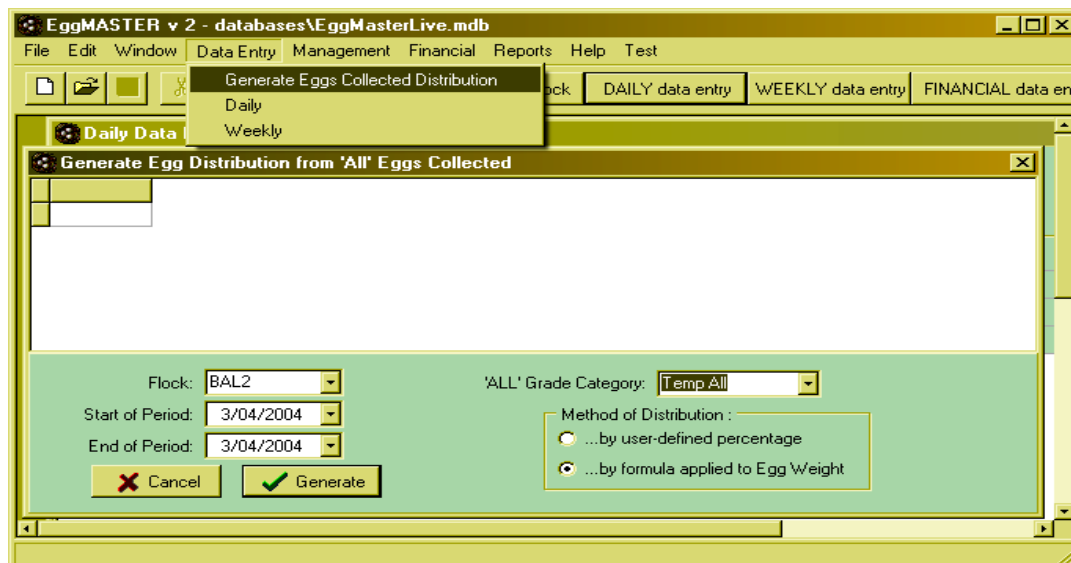 EggMASTER v 2 - databases\EggMasterLive.mdb
File Edit Window Data Entry Management Financial Reports Help Test
Generate Eggs Collected Distribution
DAILY data entry WEEKLY data entry FINANCIAL data en
Daily
Weekly
Daily Data
Generate Egg Distribution from 'All' Eggs Collected
Flock: BAL2 'ALL' Grade Category: Temp All
Start of Period: 3/04/2004 Method of Distribution :
...by user-defined percentage
End of Period: 3/04/2004
...by formula applied to Egg Weight
Cancel Generate